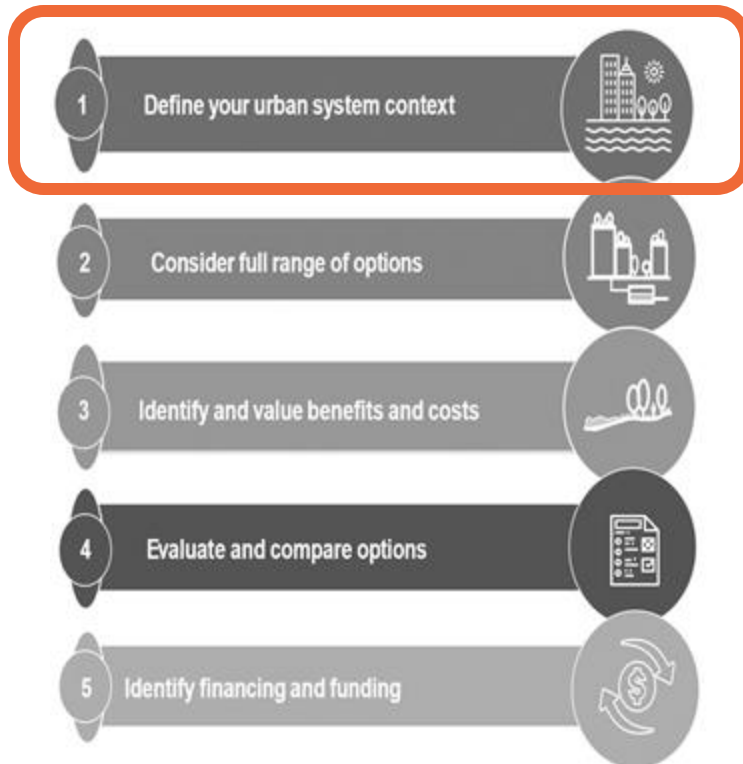 1 Define your urban system context
2 Consider full range of options
3 Identify and value benefits and costs
4 Evaluate and compare options
5 Identify financing and funding
$